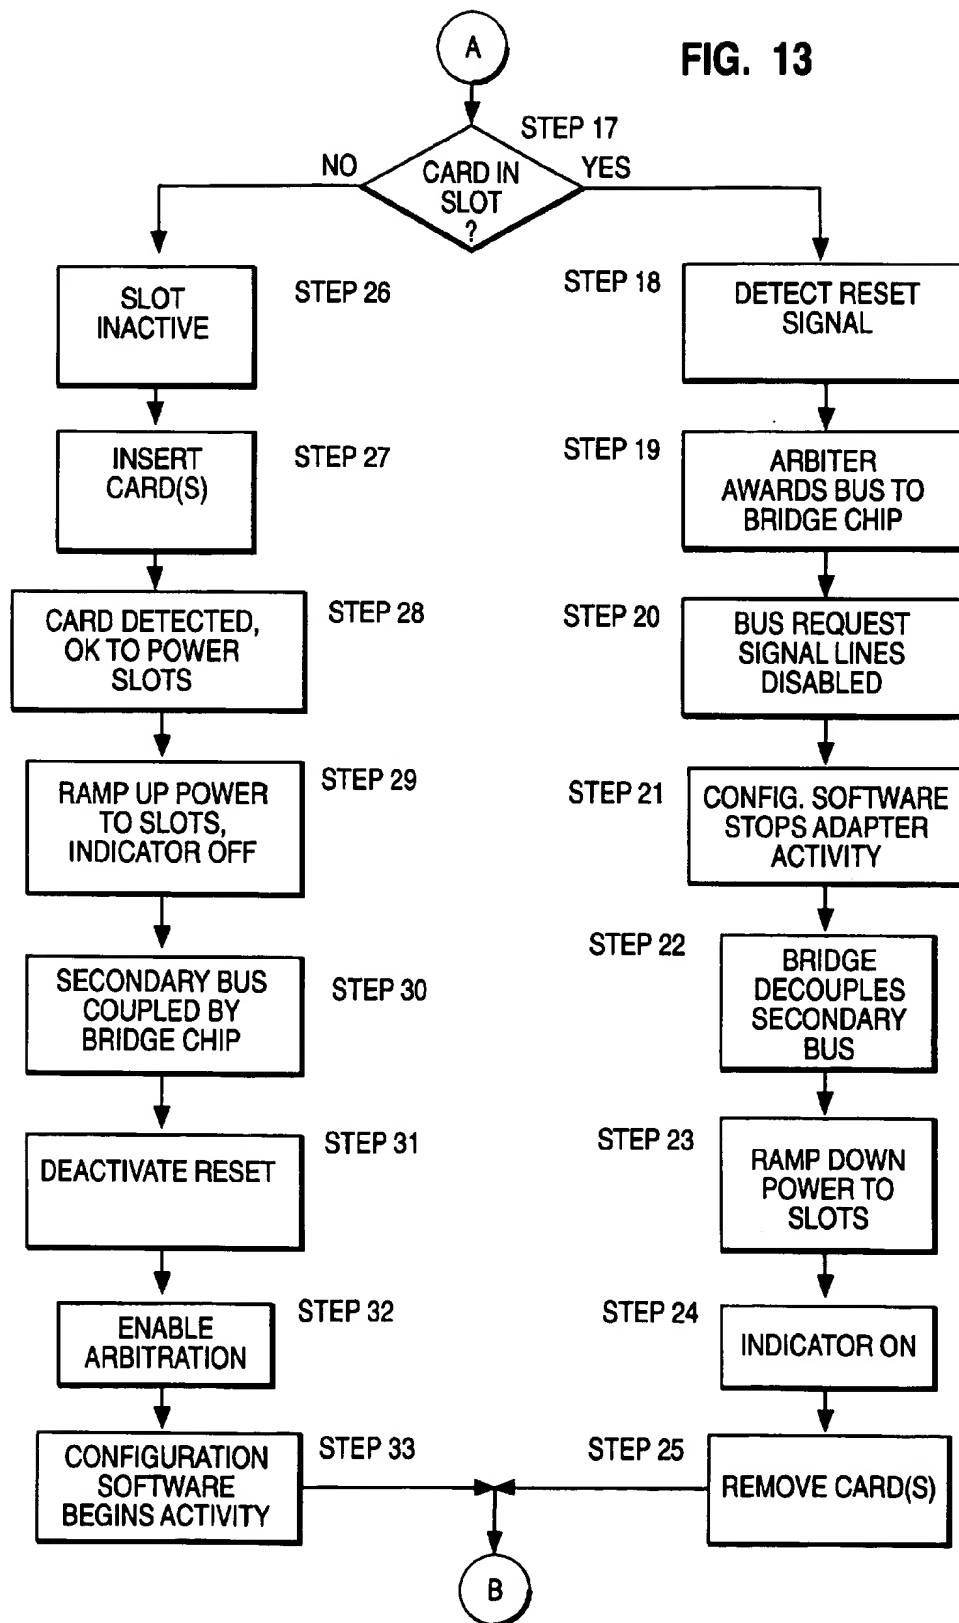 A
FIG. 13
STEP 17
NO
YES
CARD IN
SLOT
?
SLOT
INACTIVE
STEP 26
STEP 18
DETECT RESET
SIGNAL
INSERT
CARD(S)
STEP 27
STEP 19
ARBITER
AWARDS BUS TO
BRIDGE CHIP
CARD DETECTED,
OK TO POWER
SLOTS
STEP 28
STEP 20
BUS REQUEST
SIGNAL LINES
DISABLED
RAMP UP POWER
TO SLOTS,
INDICATOR OFF
STEP 29
STEP 21
CONFIG. SOFTWARE
STOPS ADAPTER
ACTIVITY
SECONDARY BUS
COUPLED BY
BRIDGE CHIP
STEP 30
STEP 22
BRIDGE
DECOUPLES
SECONDARY
BUS
DEACTIVATE RESET
STEP 31
STEP 23
RAMP DOWN
POWER TO
SLOTS
ENABLE
ARBITRATION
STEP 32
STEP 24
INDICATOR ON
CONFIGURATION
SOFTWARE
BEGINS ACTIVITY
STEP 33
STEP 25
REMOVE CARD(S)
B